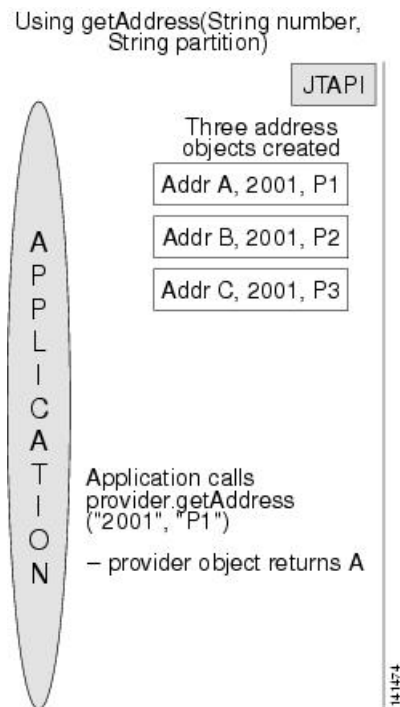 Using getAddress(String number,
String partition)
JTAPI
Three address
objects created
Addr A, 2001, P1
Addr B, 2001, P2
Addr C, 2001, P3
APPLICATION
Application calls
provider.getAddress
("2001", "P1")
– provider object returns A
141474